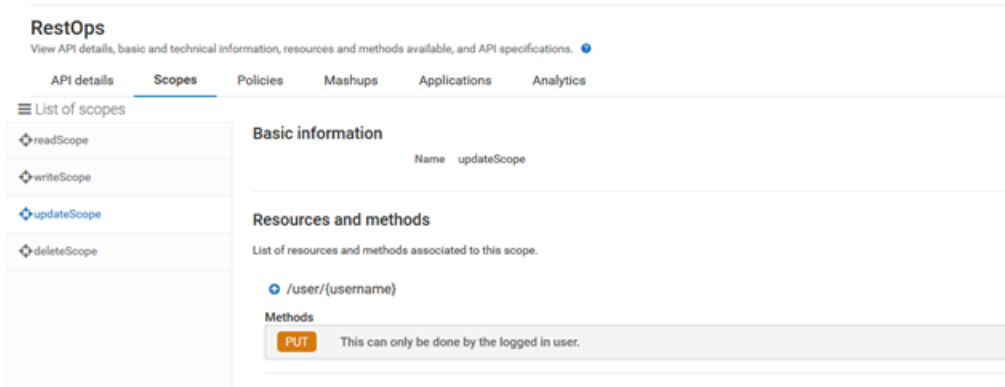 RestOps
View API details, basic and technical information, resources and methods available, and API specifications. ?
API details Scopes Policies Mashups Applications Analytics
List of scopes
readScope
writeScope
updateScope
deleteScope
Basic information
Name updateScope
Resources and methods
List of resources and methods associated to this scope.
/user/{username}
Methods
PUT This can only be done by the logged in user.